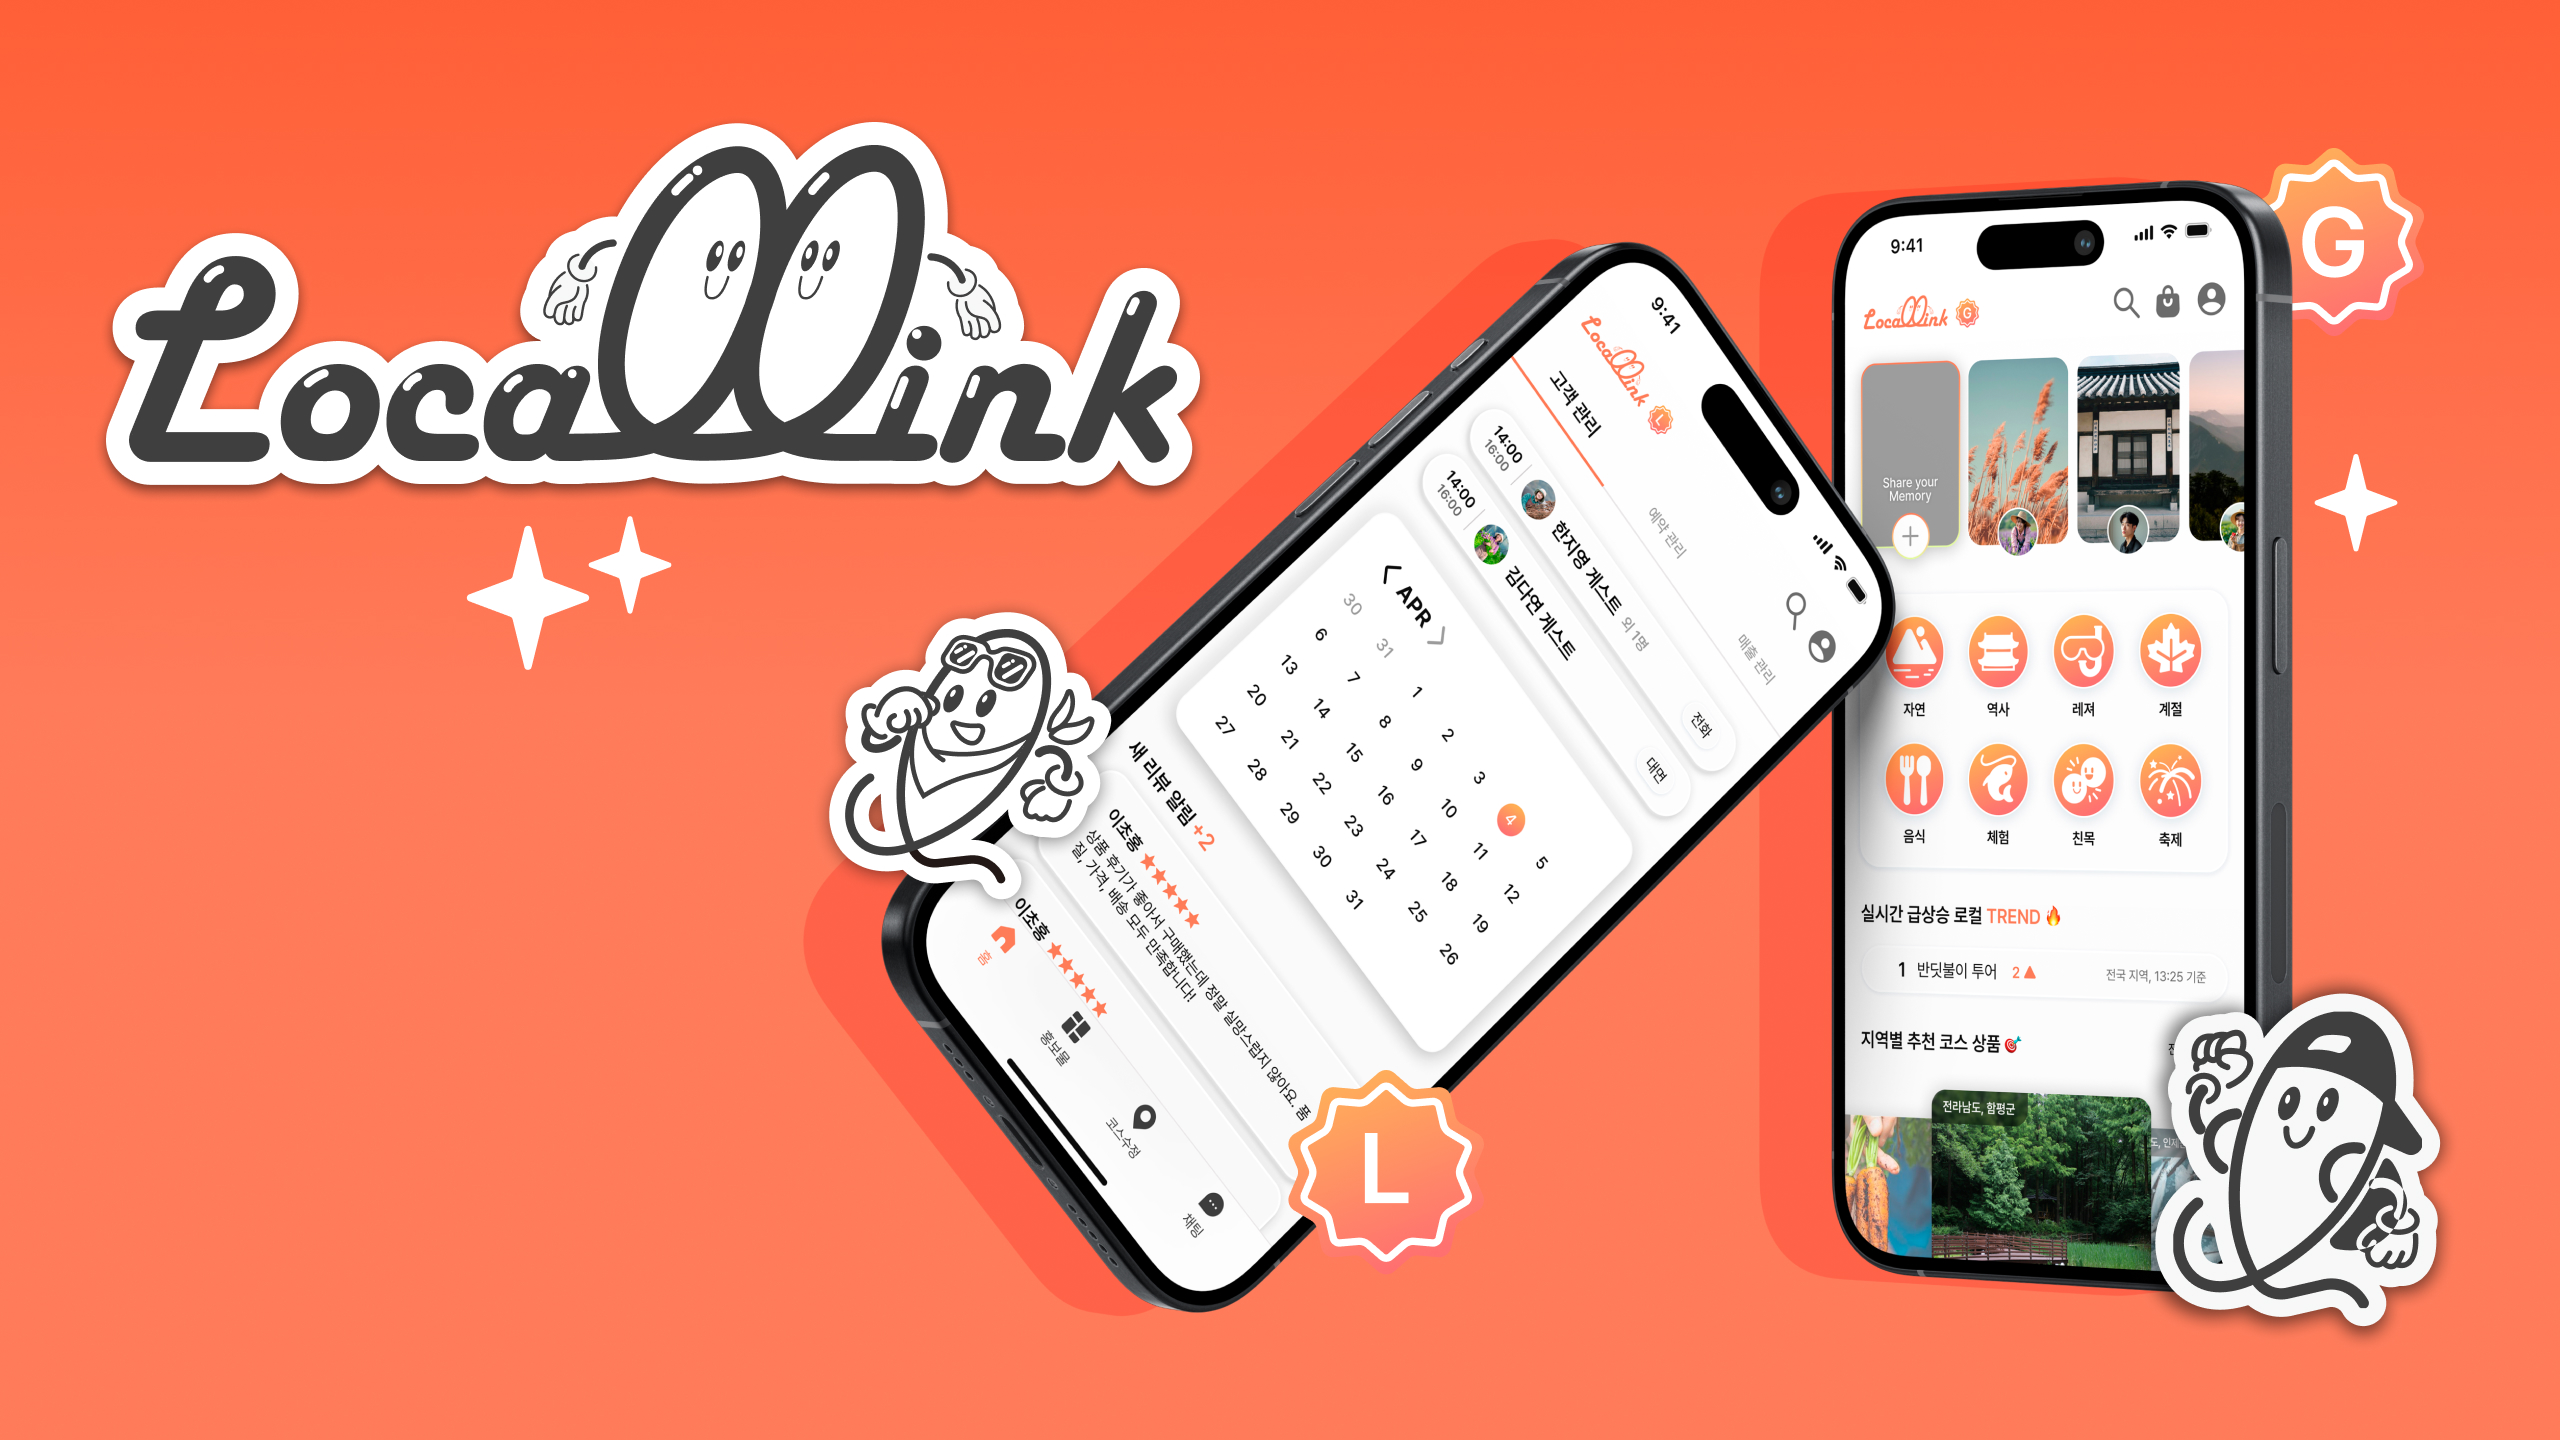 Locallink
9:41
Locallink L
고객 관리
예약 관리
매출 관리
14:00
16:00
한지영 게스트 외 1명
전화
14:00
16:00
김다연 게스트
대면
APR
30 31 1 2 3 4 5
6 7 8 9 10 11 12
13 14 15 16 17 18 19
20 21 22 23 24 25 26
27 28 29 30 31
새 리뷰 알림 +2
이초홍
상품 후기가 좋아서 구매했는데 정말 실망스럽지 않아요. 품
질, 가격, 배송 모두 만족합니다!
이초홍
홈
홍보물
코스수정
채팅
L
G
9:41
Locallink G
Share your
Memory
자연
역사
레져
계절
음식
체험
친목
축제
실시간 급상승 로컬 TREND
1 반딧불이 투어 2
전국 지역, 13:25 기준
지역별 추천 코스 상품
전라남도, 함평군